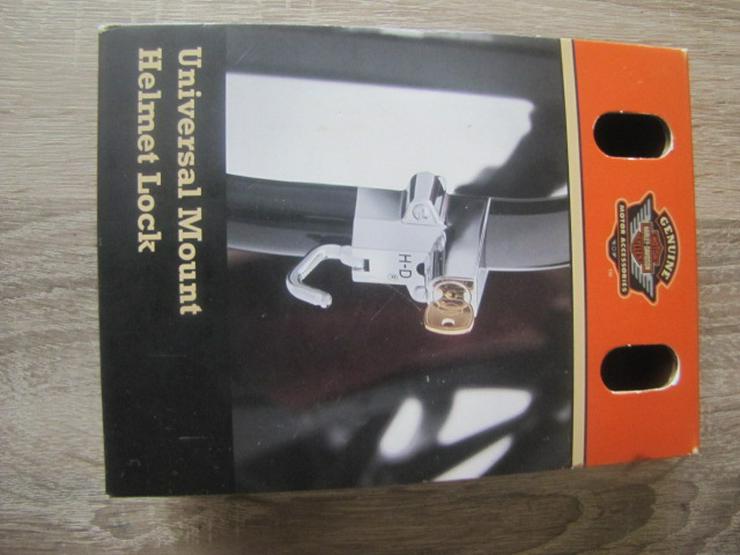 GENUINE
HARLEY-DAVIDSON
MOTOR ACCESSORIES
H-D
®
Universal Mount
Helmet Lock